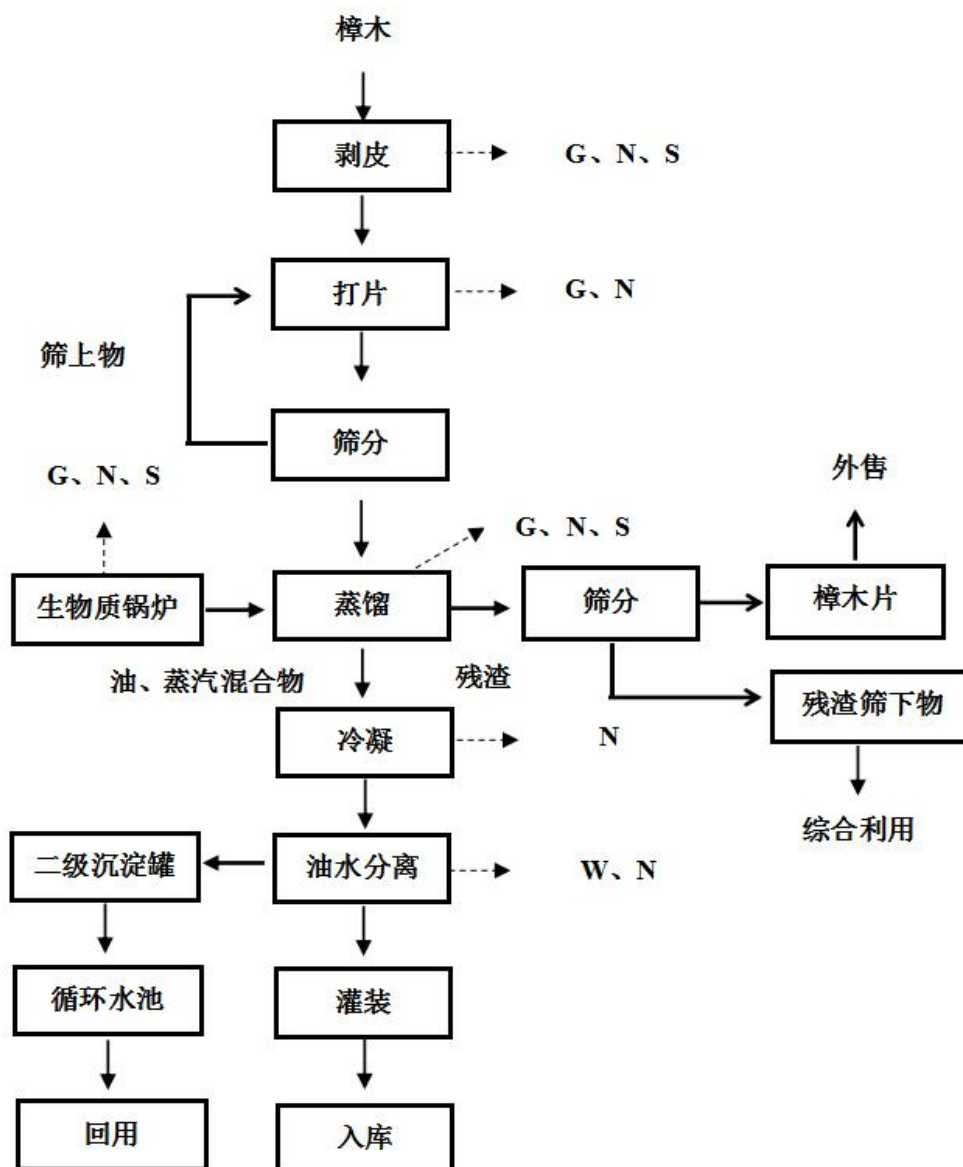 樟木
剥皮
G、N、S
打片
G、N
筛上物
筛分
G、N、S
外售
G、N、S
生物质锅炉
蒸馏
筛分
樟木片
油、蒸汽混合物
残渣
残渣筛下物
冷凝
N
综合利用
二级沉淀罐
油水分离
W、N
循环水池
灌装
回用
入库